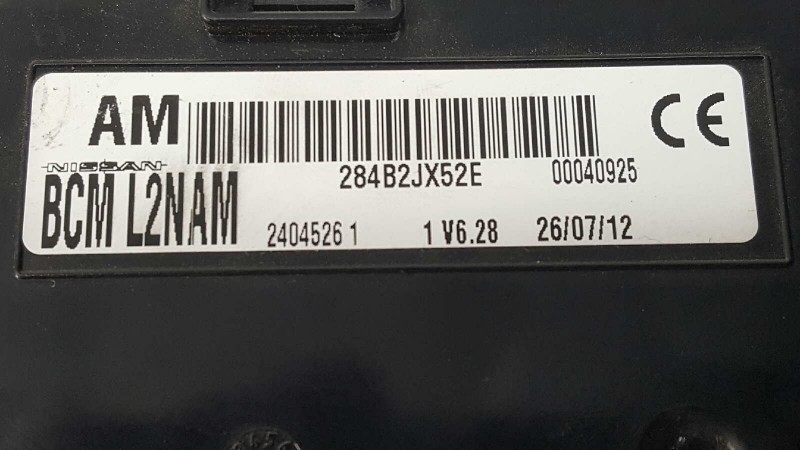 AM
CE
NISSAN
284B2JX52E 00040925
BCM L2NAM
2404526 1 1 V6.28 26/07/12